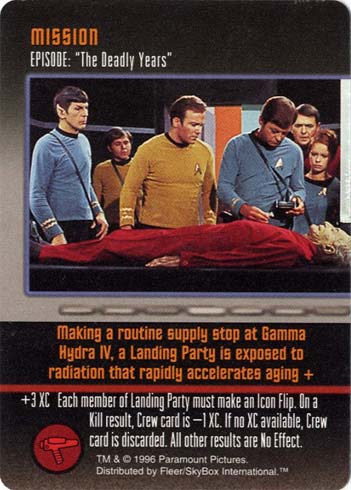 MISSION
EPISODE: "The Deadly Years"
Making a routine supply stop at Gamma
Hydra IV, a Landing Party is exposed to
radiation that rapidly accelerates aging +
+3 XC Each member of Landing Party must make an Icon Flip. On a
Kill result, Crew card is –1 XC. If no XC available, Crew
card is discarded. All other results are No Effect.
TM & © 1996 Paramount Pictures.
Distributed by Fleer/SkyBox International.™